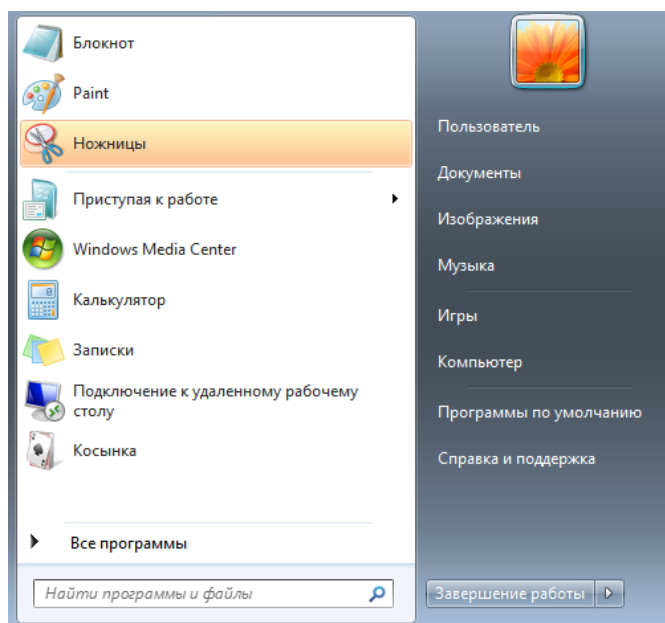 Блокнот
Paint
Ножницы
Приступая к работе
Windows Media Center
Калькулятор
Записки
Подключение к удаленному рабочему
столу
Косынка
Все программы
Найти программы и файлы
Пользователь
Документы
Изображения
Музыка
Игры
Компьютер
Программы по умолчанию
Справка и поддержка
Завершение работы